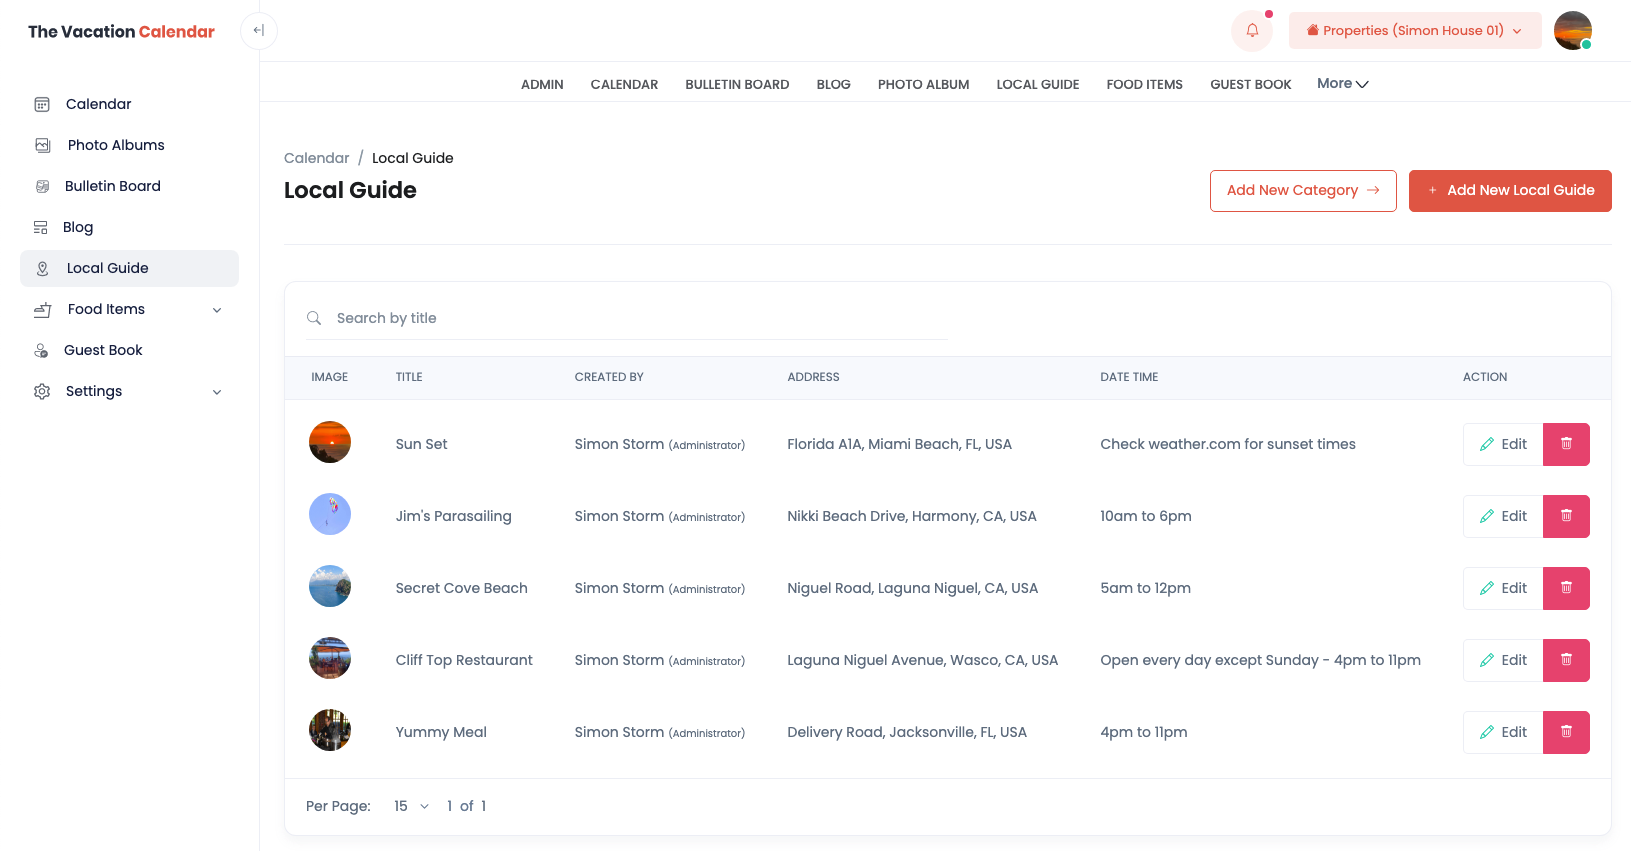 The Vacation Calendar
Properties (Simon House 01)
ADMIN CALENDAR BULLETIN BOARD BLOG PHOTO ALBUM LOCAL GUIDE FOOD ITEMS GUEST BOOK More
Calendar
Photo Albums
Bulletin Board
Blog
Local Guide
Food Items
Guest Book
Settings
Calendar / Local Guide
Local Guide
Add New Category
+ Add New Local Guide
Search by title
IMAGE TITLE CREATED BY ADDRESS DATE TIME ACTION
Sun Set Simon Storm (Administrator) Florida A1A, Miami Beach, FL, USA Check weather.com for sunset times Edit
Jim's Parasailing Simon Storm (Administrator) Nikki Beach Drive, Harmony, CA, USA 10am to 6pm Edit
Secret Cove Beach Simon Storm (Administrator) Niguel Road, Laguna Niguel, CA, USA 5am to 12pm Edit
Cliff Top Restaurant Simon Storm (Administrator) Laguna Niguel Avenue, Wasco, CA, USA Open every day except Sunday - 4pm to 11pm Edit
Yummy Meal Simon Storm (Administrator) Delivery Road, Jacksonville, FL, USA 4pm to 11pm Edit
Per Page: 15 1 of 1